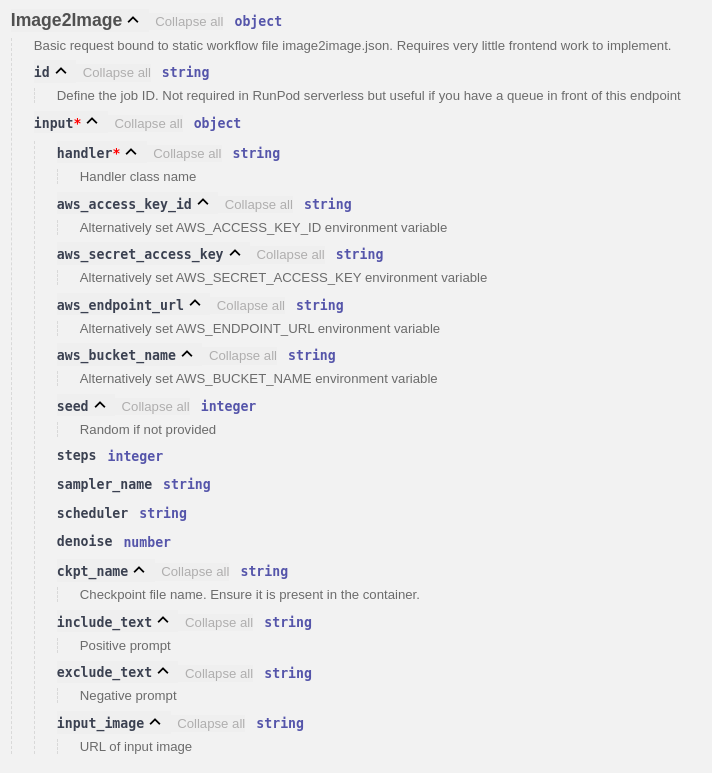 Image2Image Collapse all object
Basic request bound to static workflow file image2image.json. Requires very little frontend work to implement.
id Collapse all string
Define the job ID. Not required in RunPod serverless but useful if you have a queue in front of this endpoint
input* Collapse all object
handler* Collapse all string
Handler class name
aws_access_key_id Collapse all string
Alternatively set AWS_ACCESS_KEY_ID environment variable
aws_secret_access_key Collapse all string
Alternatively set AWS_SECRET_ACCESS_KEY environment variable
aws_endpoint_url Collapse all string
Alternatively set AWS_ENDPOINT_URL environment variable
aws_bucket_name Collapse all string
Alternatively set AWS_BUCKET_NAME environment variable
seed Collapse all integer
Random if not provided
steps integer
sampler_name string
scheduler string
denoise number
ckpt_name Collapse all string
Checkpoint file name. Ensure it is present in the container.
include_text Collapse all string
Positive prompt
exclude_text Collapse all string
Negative prompt
input_image Collapse all string
URL of input image